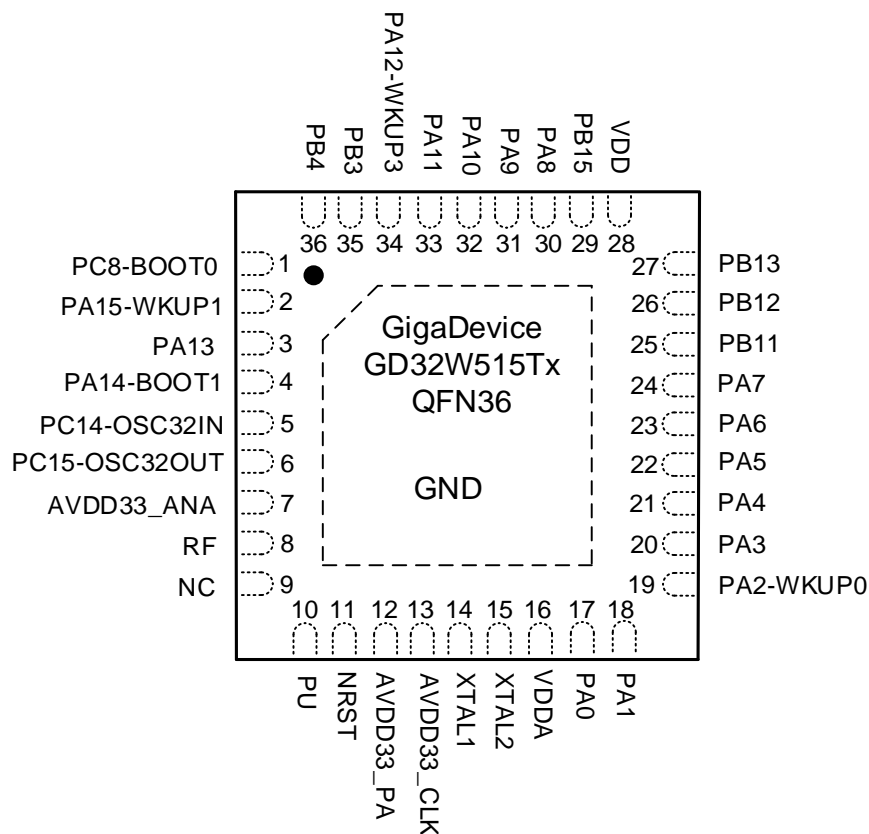 PB4
PB3
PA12-WKUP3
PA11
PA10
PA9
PA8
PB15
VDD
36
35
34
33
32
31
30
29
28
PC8-BOOT0 1
PA15-WKUP1 2
PA13 3
PA14-BOOT1 4
PC14-OSC32IN 5
PC15-OSC32OUT 6
AVDD33_ANA 7
RF 8
NC 9
GigaDevice
GD32W515Tx
QFN36
GND
27 PB13
26 PB12
25 PB11
24 PA7
23 PA6
22 PA5
21 PA4
20 PA3
19 PA2-WKUP0
10
11
12
13
14
15
16
17
18
PU
NRST
AVDD33_PA
AVDD33_CLK
XTAL1
XTAL2
VDDA
PA0
PA1